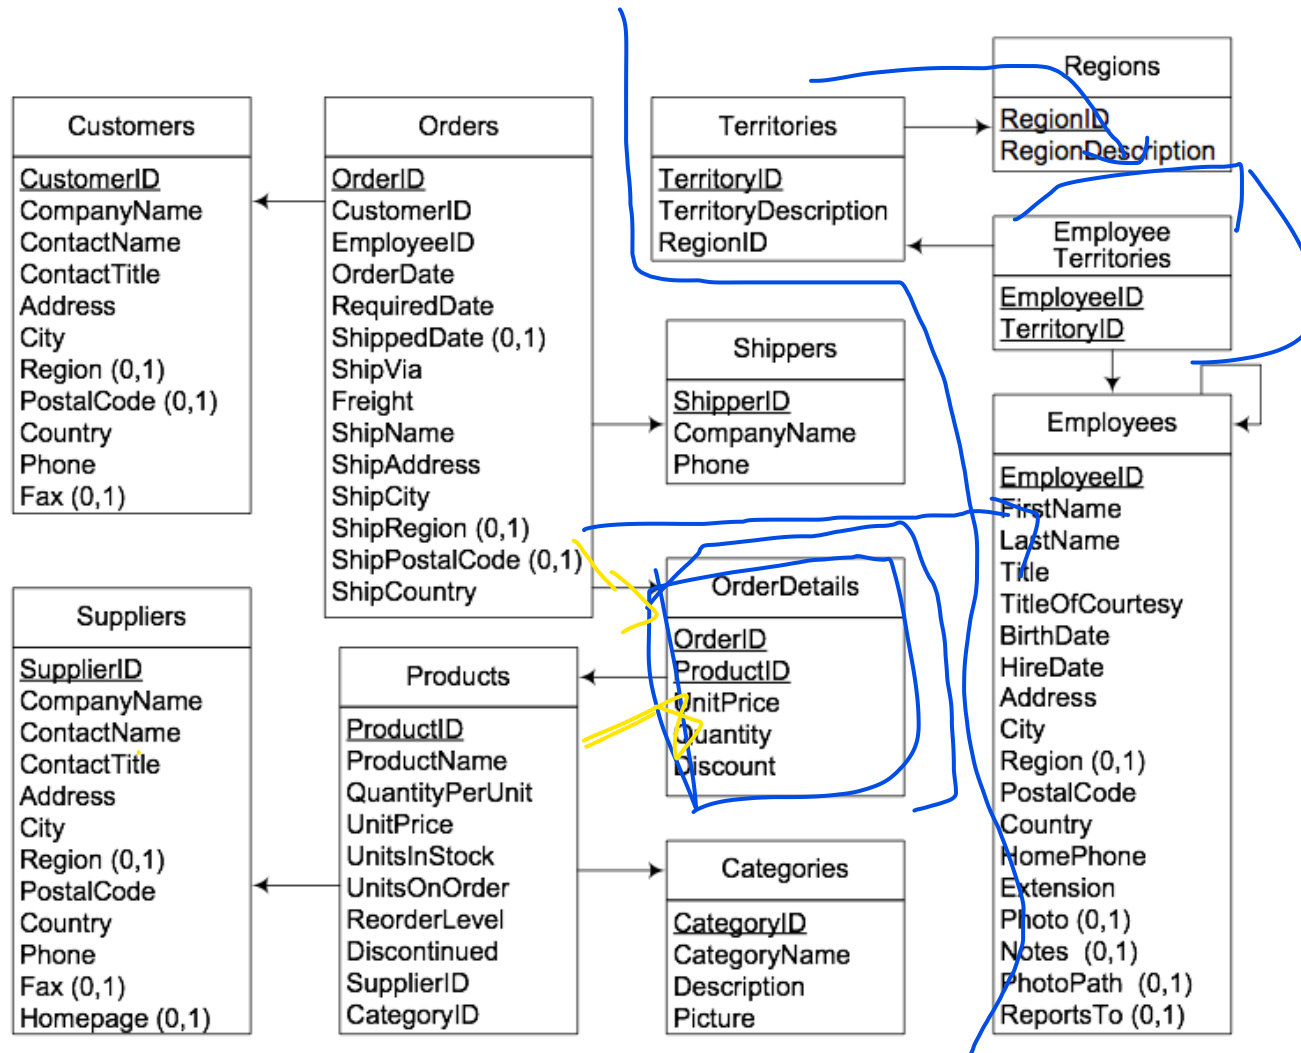 Customers
CustomerID
CompanyName
ContactName
ContactTitle
Address
City
Region (0,1)
PostalCode (0,1)
Country
Phone
Fax (0,1)
Orders
OrderID
CustomerID
EmployeeID
OrderDate
RequiredDate
ShippedDate (0,1)
ShipVia
Freight
ShipName
ShipAddress
ShipCity
ShipRegion (0,1)
ShipPostalCode (0,1)
ShipCountry
Territories
TerritoryID
TerritoryDescription
RegionID
Regions
RegionID
RegionDescription
Employee
Territories
EmployeeID
TerritoryID
Shippers
ShipperID
CompanyName
Phone
Employees
EmployeeID
FirstName
LastName
Title
TitleOfCourtesy
BirthDate
HireDate
Address
City
Region (0,1)
PostalCode
Country
HomePhone
Extension
Photo (0,1)
Notes (0,1)
PhotoPath (0,1)
ReportsTo (0,1)
OrderDetails
OrderID
ProductID
UnitPrice
Quantity
Discount
Suppliers
SupplierID
CompanyName
ContactName
ContactTitle
Address
City
Region (0,1)
PostalCode
Country
Phone
Fax (0,1)
Homepage (0,1)
Products
ProductID
ProductName
QuantityPerUnit
UnitPrice
UnitsInStock
UnitsOnOrder
ReorderLevel
Discontinued
SupplierID
CategoryID
Categories
CategoryID
CategoryName
Description
Picture